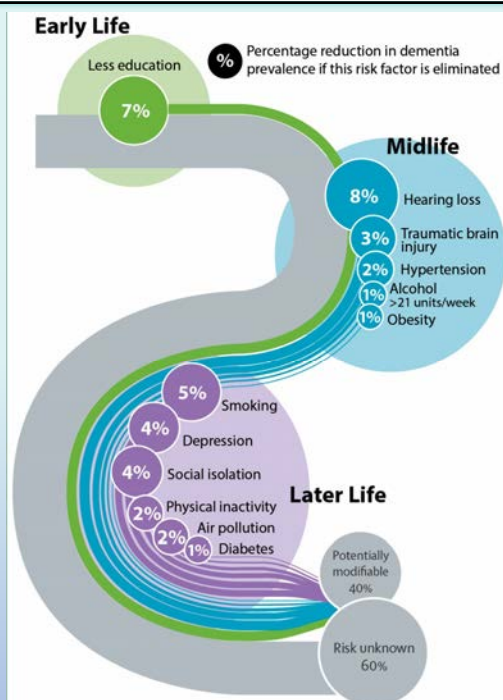 Early Life
% Percentage reduction in dementia
prevalence if this risk factor is eliminated
Less education
7%
Midlife
8% Hearing loss
3% Traumatic brain
injury
2% Hypertension
1% Alcohol
>21 units/week
1% Obesity
5% Smoking
4% Depression
4% Social isolation
Later Life
2% Physical inactivity
2% Air pollution
1% Diabetes
Potentially
modifiable
40%
Risk unknown
60%